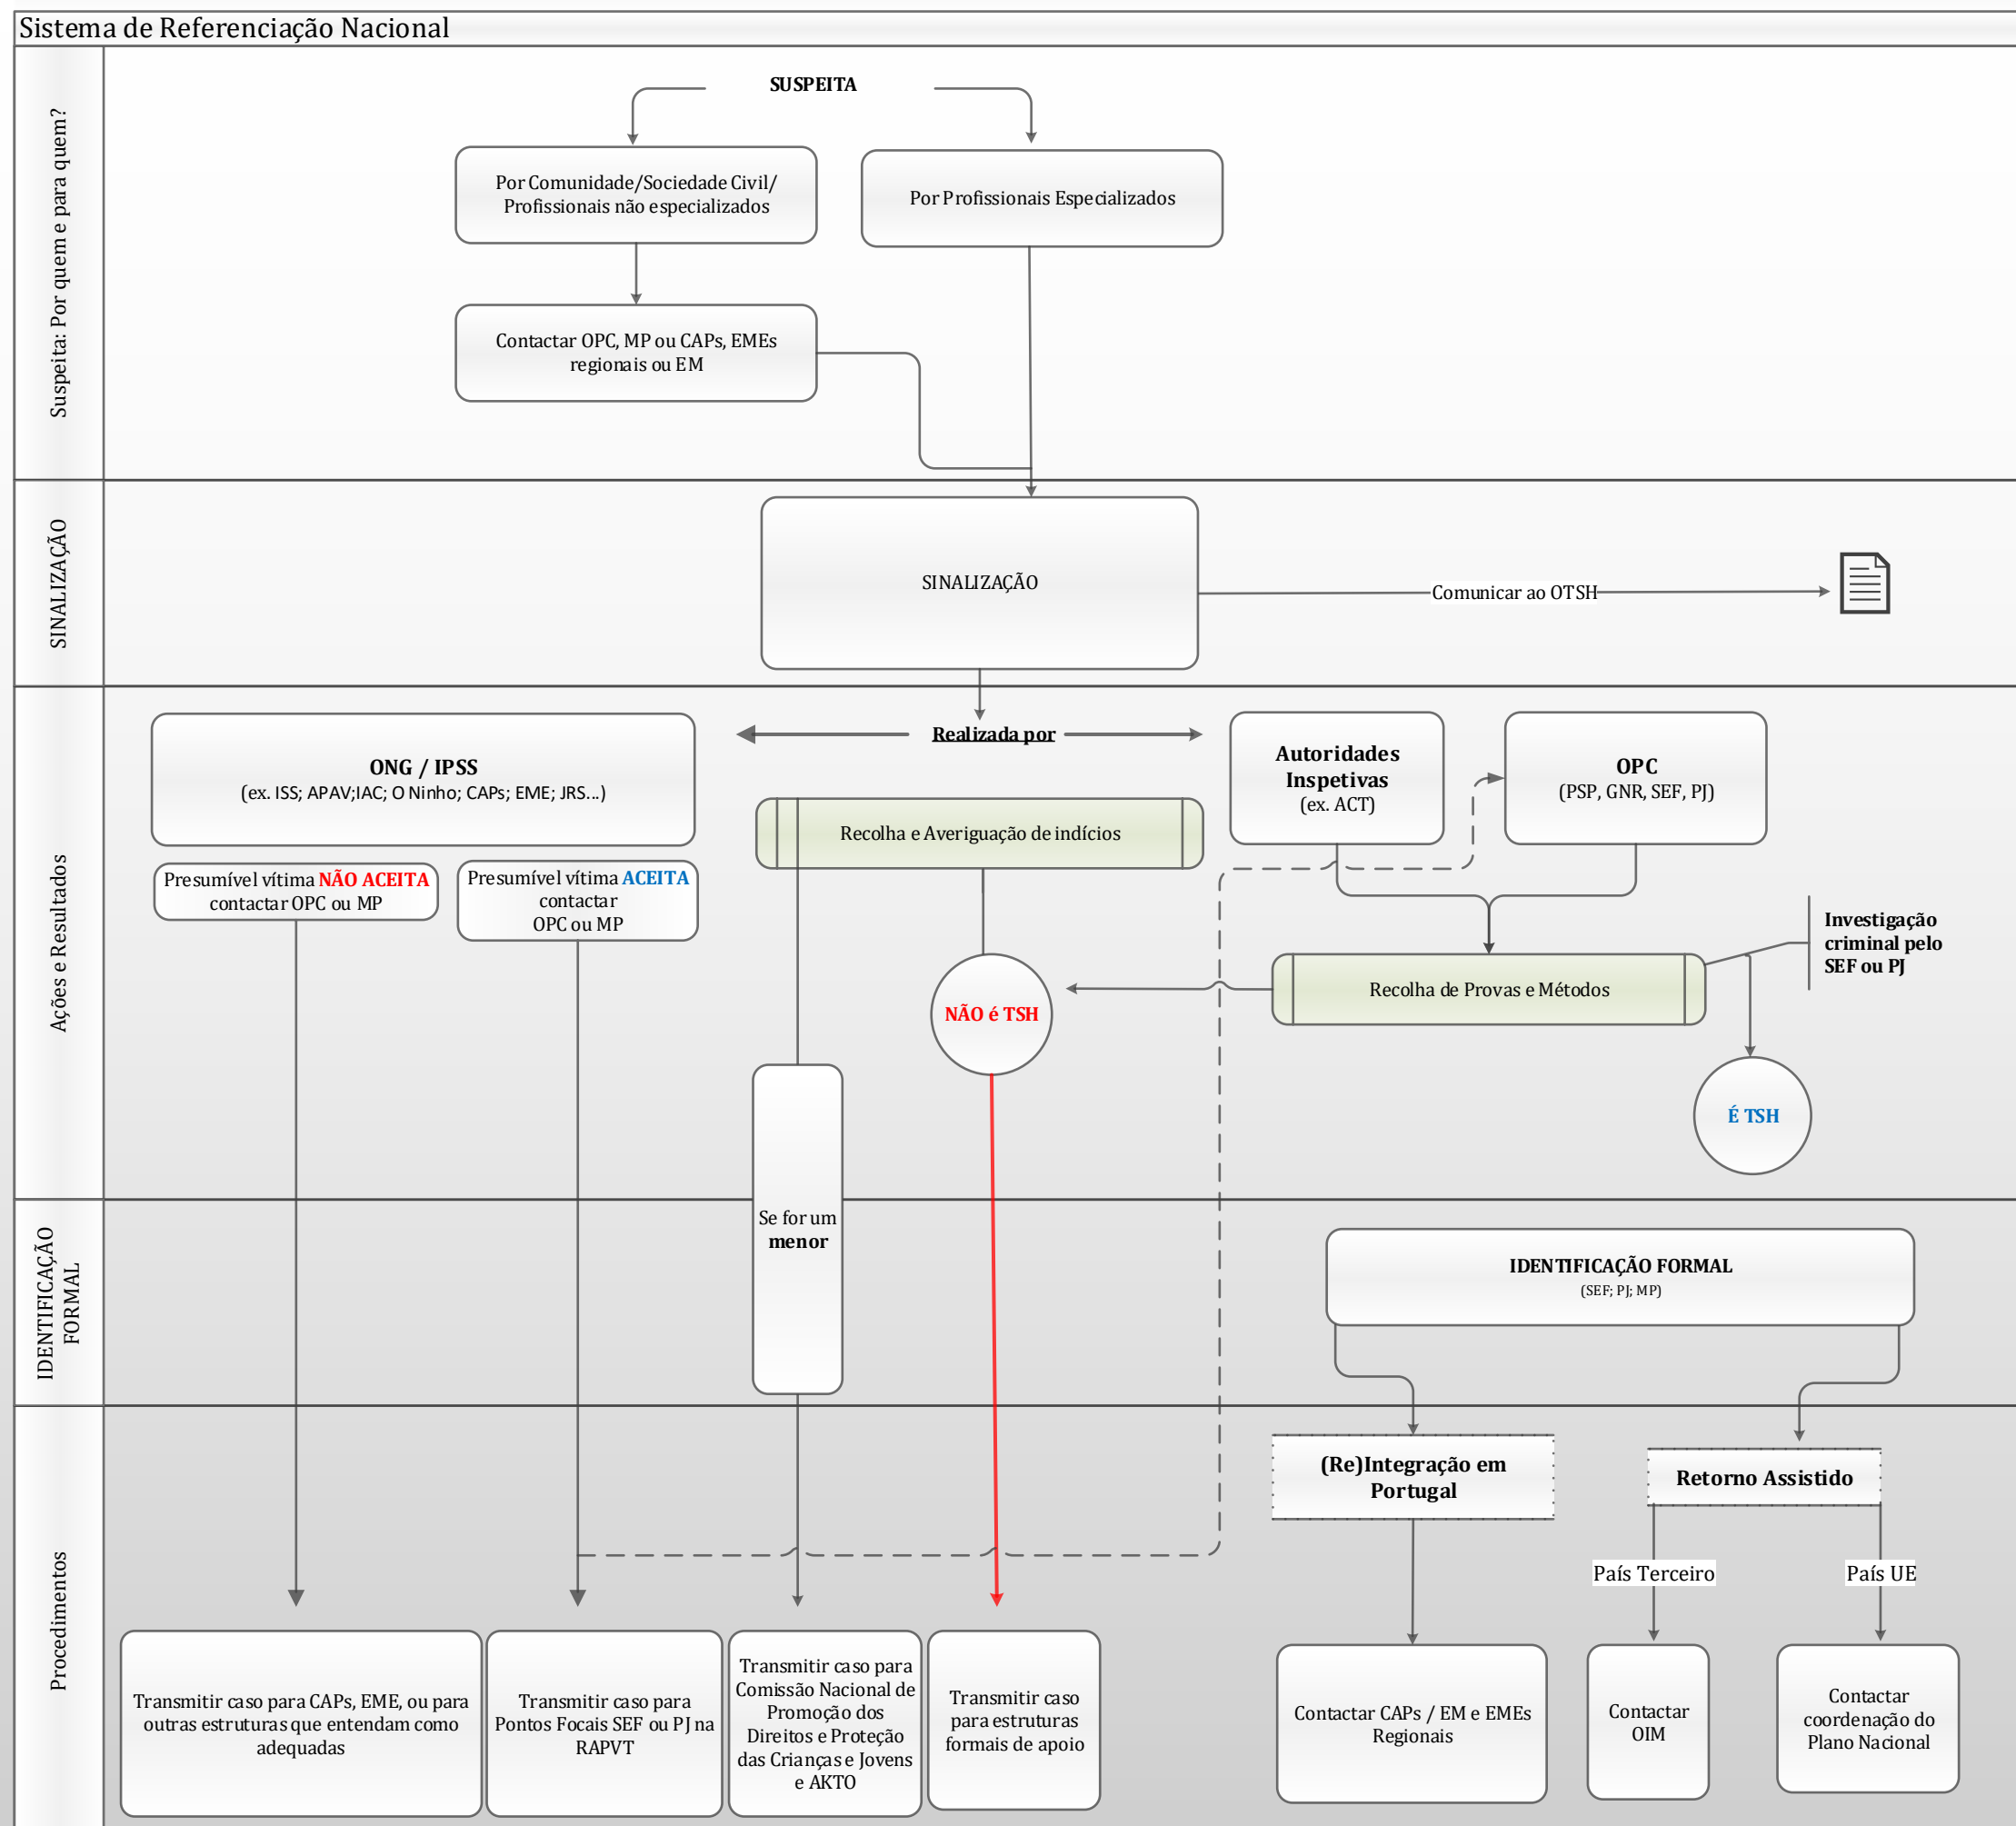 Sistema de Referenciação Nacional
Suspeita: Por quem e para quem?
SUSPEITA
Por Comunidade/Sociedade Civil/
Profissionais não especializados
Por Profissionais Especializados
Contactar OPC, MP ou CAPs, EMEs
regionais ou EM
SINALIZAÇÃO
SINALIZAÇÃO
Comunicar ao OTSH
Ações e Resultados
ONG / IPSS
(ex. ISS; APAV;IAC; O Ninho; CAPs; EME; JRS...)
Realizada por
Autoridades
Inspetivas
(ex. ACT)
OPC
(PSP, GNR, SEF, PJ)
Recolha e Averiguação de indícios
Presumível vítima NÃO ACEITA
contactar OPC ou MP
Presumível vítima ACEITA
contactar
OPC ou MP
Investigação
criminal pelo
SEF ou PJ
Recolha de Provas e Métodos
NÃO é TSH
É TSH
IDENTIFICAÇÃO
FORMAL
Se for um
menor
IDENTIFICAÇÃO FORMAL
(SEF; PJ; MP)
Procedimentos
(Re)Integração em
Portugal
Retorno Assistido
País Terceiro
País UE
Transmitir caso para CAPs, EME, ou para
outras estruturas que entendam como
adequadas
Transmitir caso para
Pontos Focais SEF ou PJ na
RAPVT
Transmitir caso para
Comissão Nacional de
Promoção dos
Direitos e Proteção
das Crianças e Jovens
e AKTO
Transmitir caso
para estruturas
formais de apoio
Contactar CAPs / EM e EMEs
Regionais
Contactar
OIM
Contactar
coordenação do
Plano Nacional